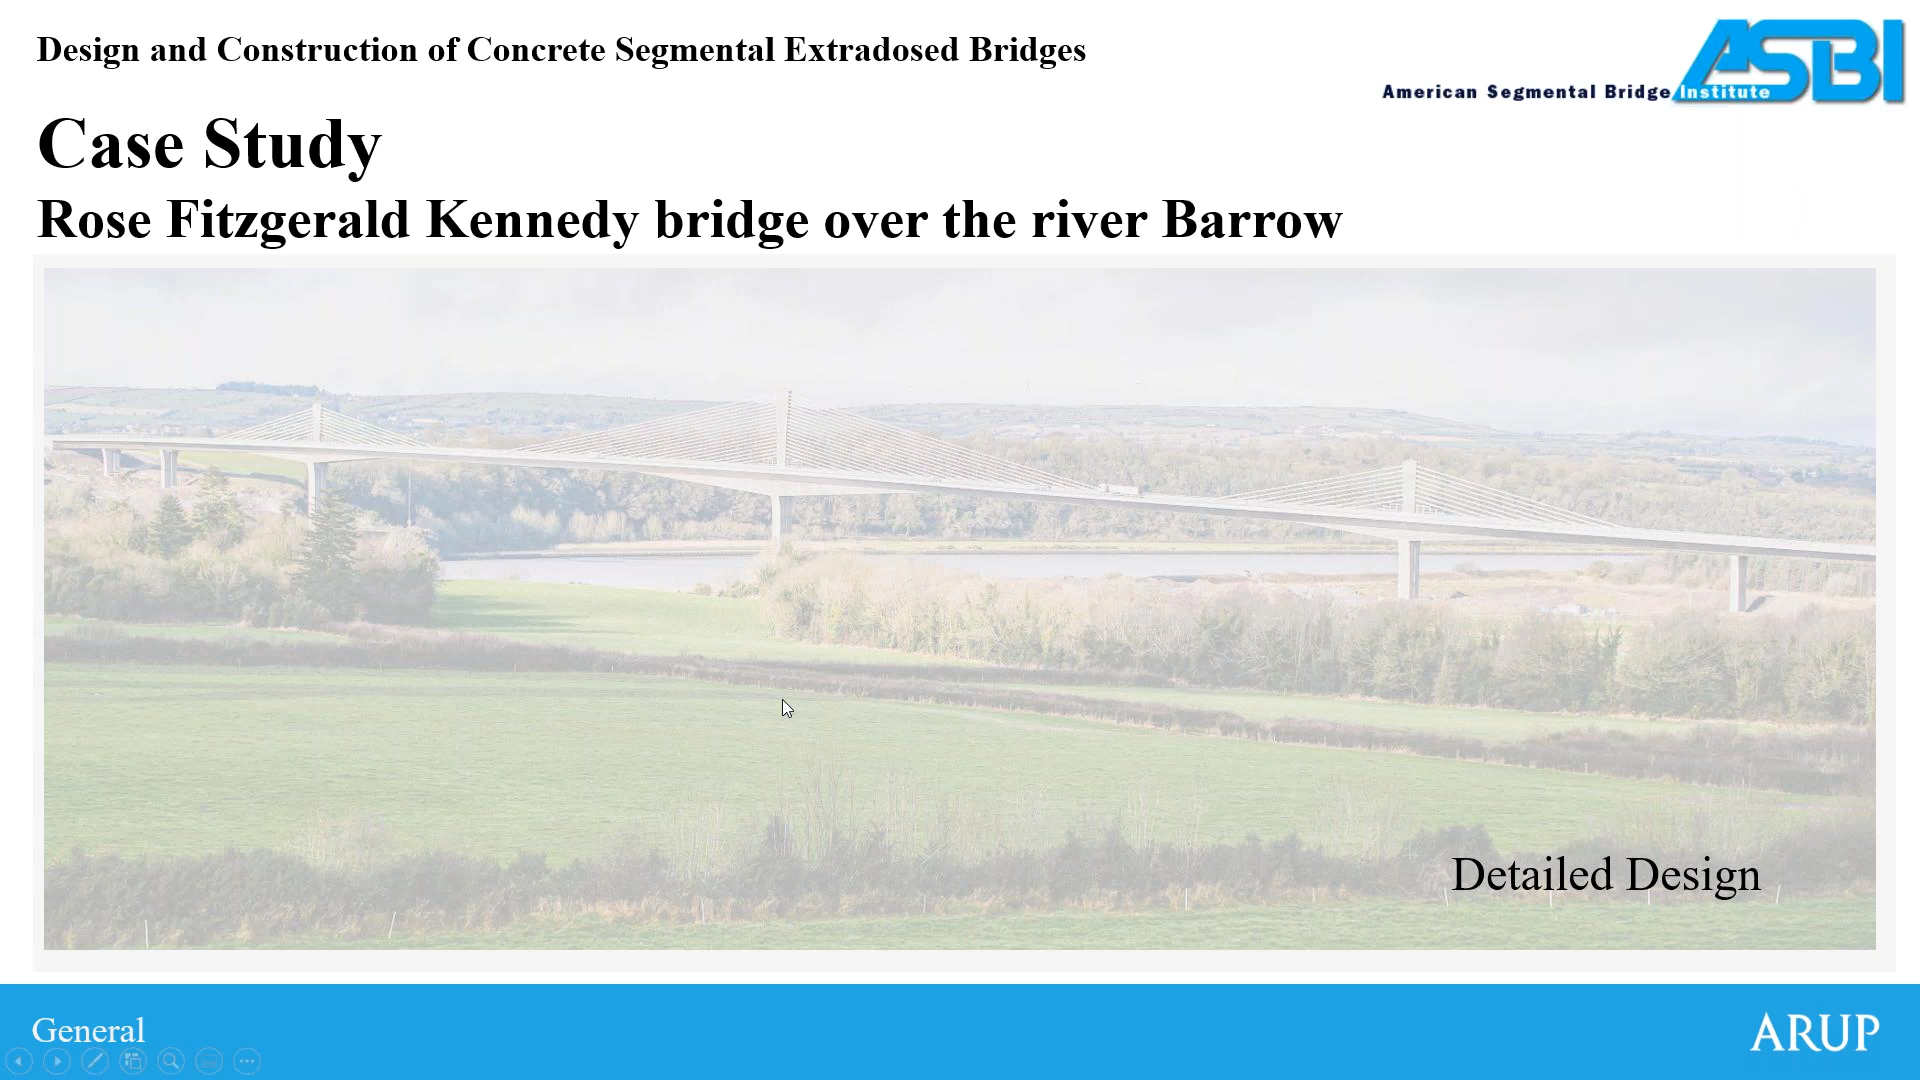 Design and Construction of Concrete Segmental Extradosed Bridges
ASBI
American Segmental Bridge Institute
Case Study
Rose Fitzgerald Kennedy bridge over the river Barrow
Detailed Design
General
ARUP